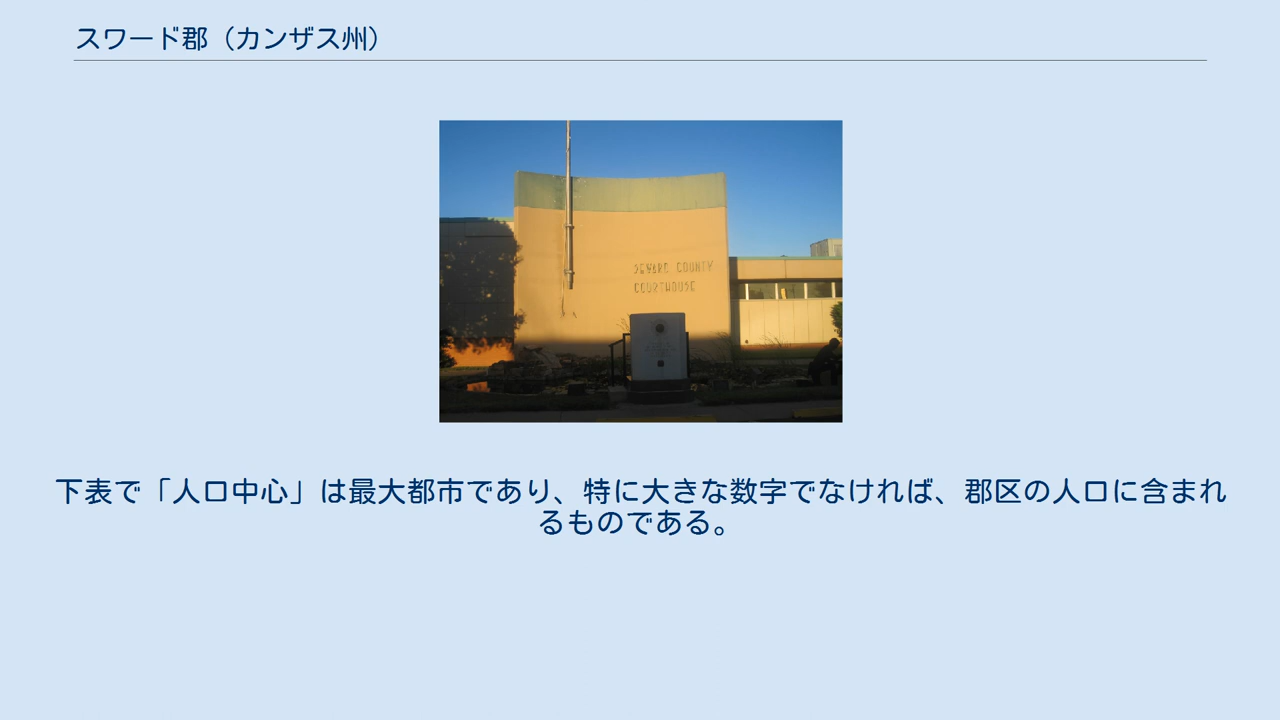 スワード郡（カンザス州）
SEWARD COUNTY
COURTHOUSE
下表で「人口中心」は最大都市であり、特に大きな数字でなければ、郡区の人口に含まれ
るものである。